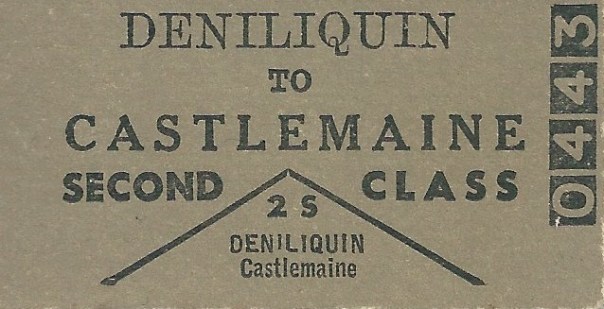 DENILIQUIN
TO
CASTLEMAINE
SECOND CLASS
2 S
DENILIQUIN
Castlemaine
0443